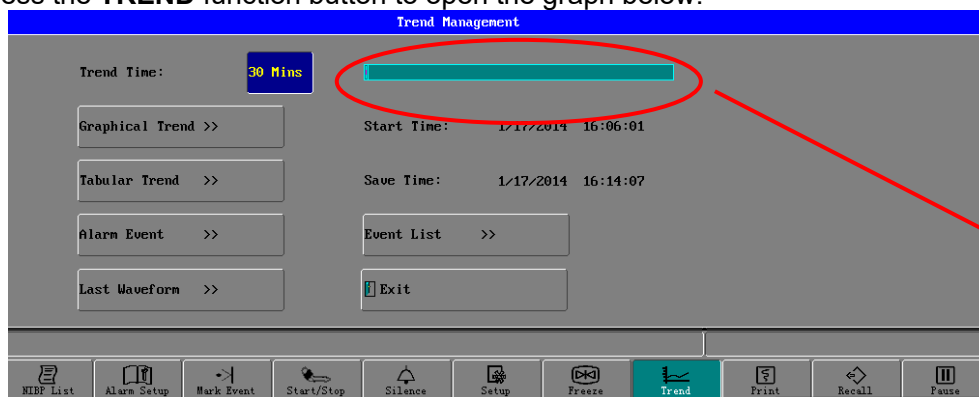 ess the TREND function button to open the graph below:
Trend Management
Trend Time: 30 Mins
Graphical Trend >> Start Time: 1/17/2014 16:06:01
Tabular Trend >> Save Time: 1/17/2014 16:14:07
Alarm Event >> Event List >>
Last Waveform >> Exit
NIBP List Alarm Setup Mark Event Start/Stop Silence Setup Freeze Trend Print Recall Pause